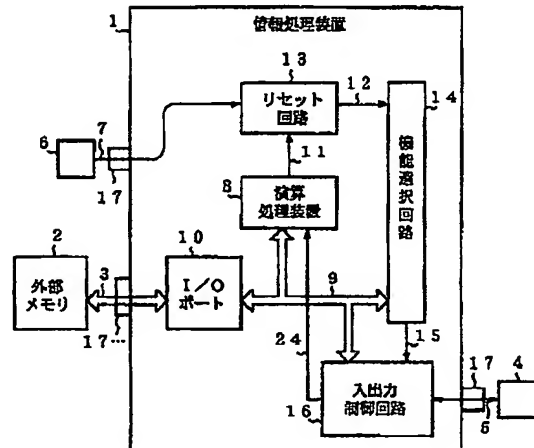 1
情報処理装置
13
リセット
回路
12
14
機能選択回路
6
7
17
11
8
演算
処理装置
2
外部
メモリ
3
17…
10
I/O
ポート
9
24
15
16
入出力
制御回路
17
4
5